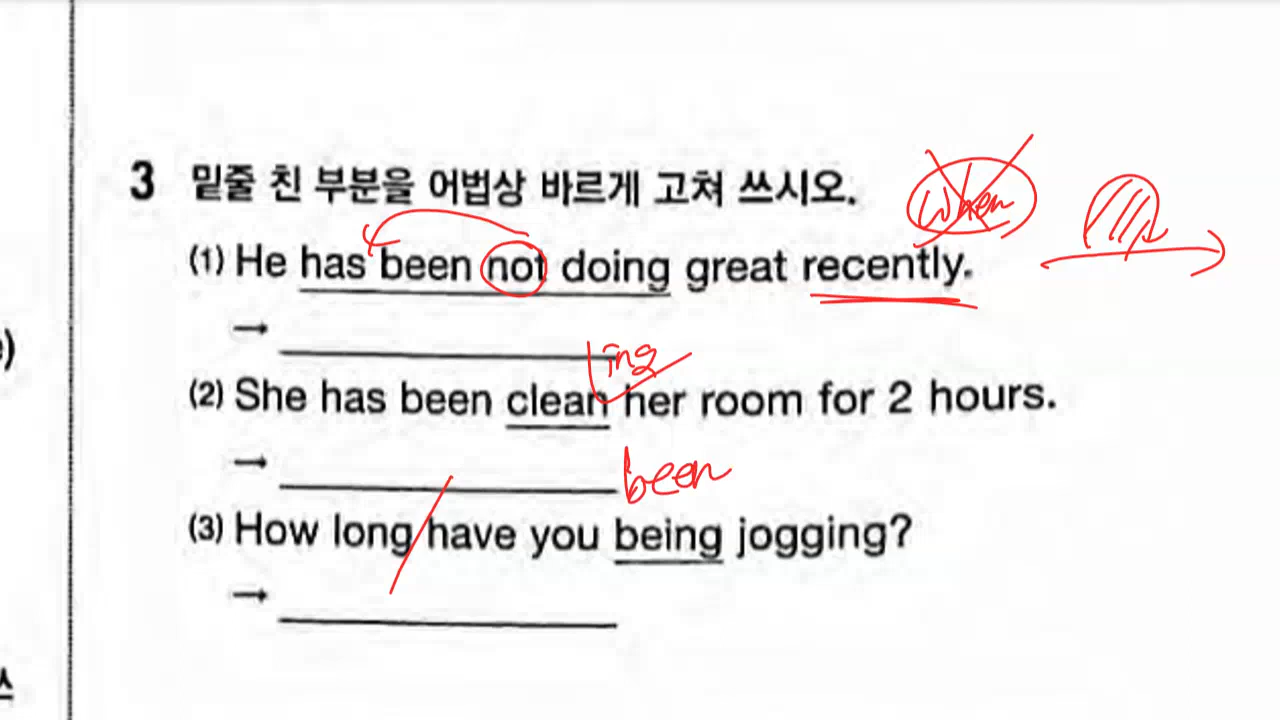 3 밑줄 친 부분을 어법상 바르게 고쳐 쓰시오.
when
(1) He has been not doing great recently.
→
ing
(2) She has been clean her room for 2 hours.
→
been
(3) How long have you being jogging?
→